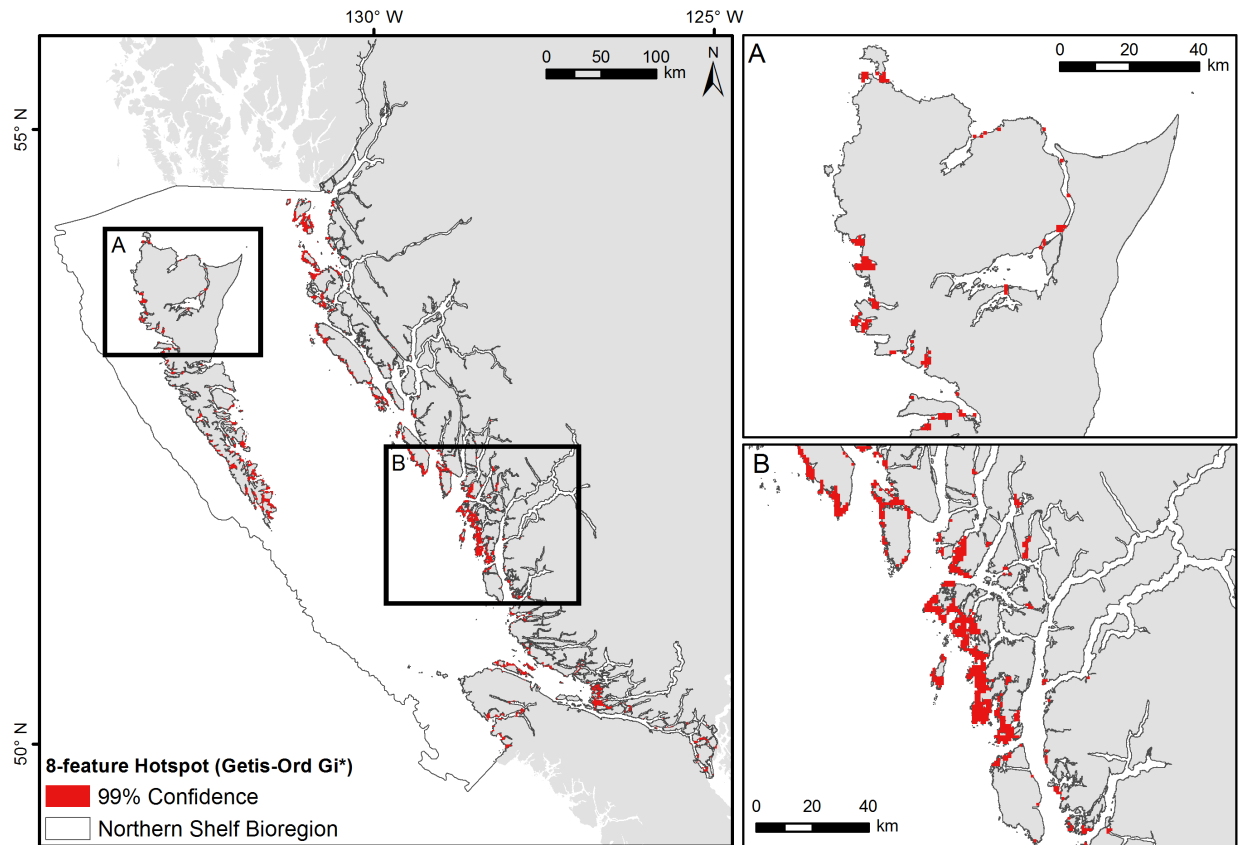 130° W
125° W
55° N
50° N
0 50 100
km
N
A
B
8-feature Hotspot (Getis-Ord Gi*)
99% Confidence
Northern Shelf Bioregion
A
0 20 40
km
B
0 20 40
km